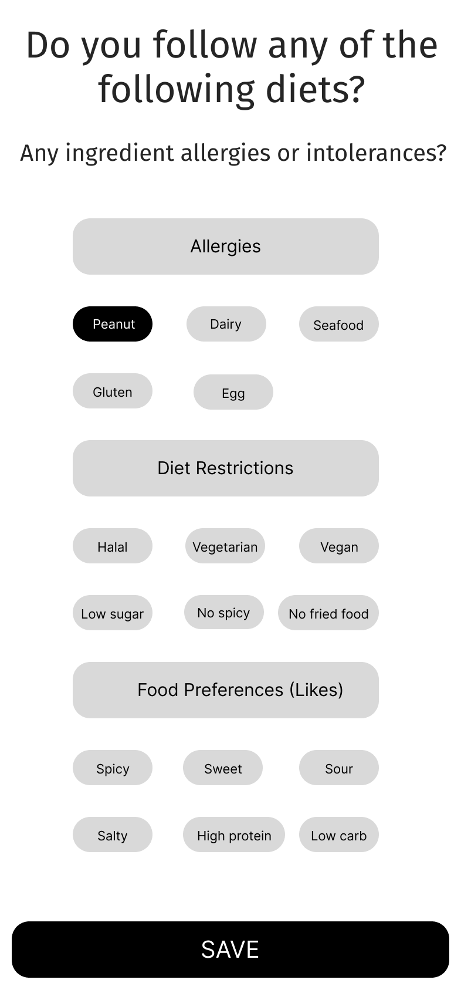 Do you follow any of the
following diets?
Any ingredient allergies or intolerances?
Allergies
Peanut Dairy Seafood
Gluten Egg
Diet Restrictions
Halal Vegetarian Vegan
Low sugar No spicy No fried food
Food Preferences (Likes)
Spicy Sweet Sour
Salty High protein Low carb
SAVE